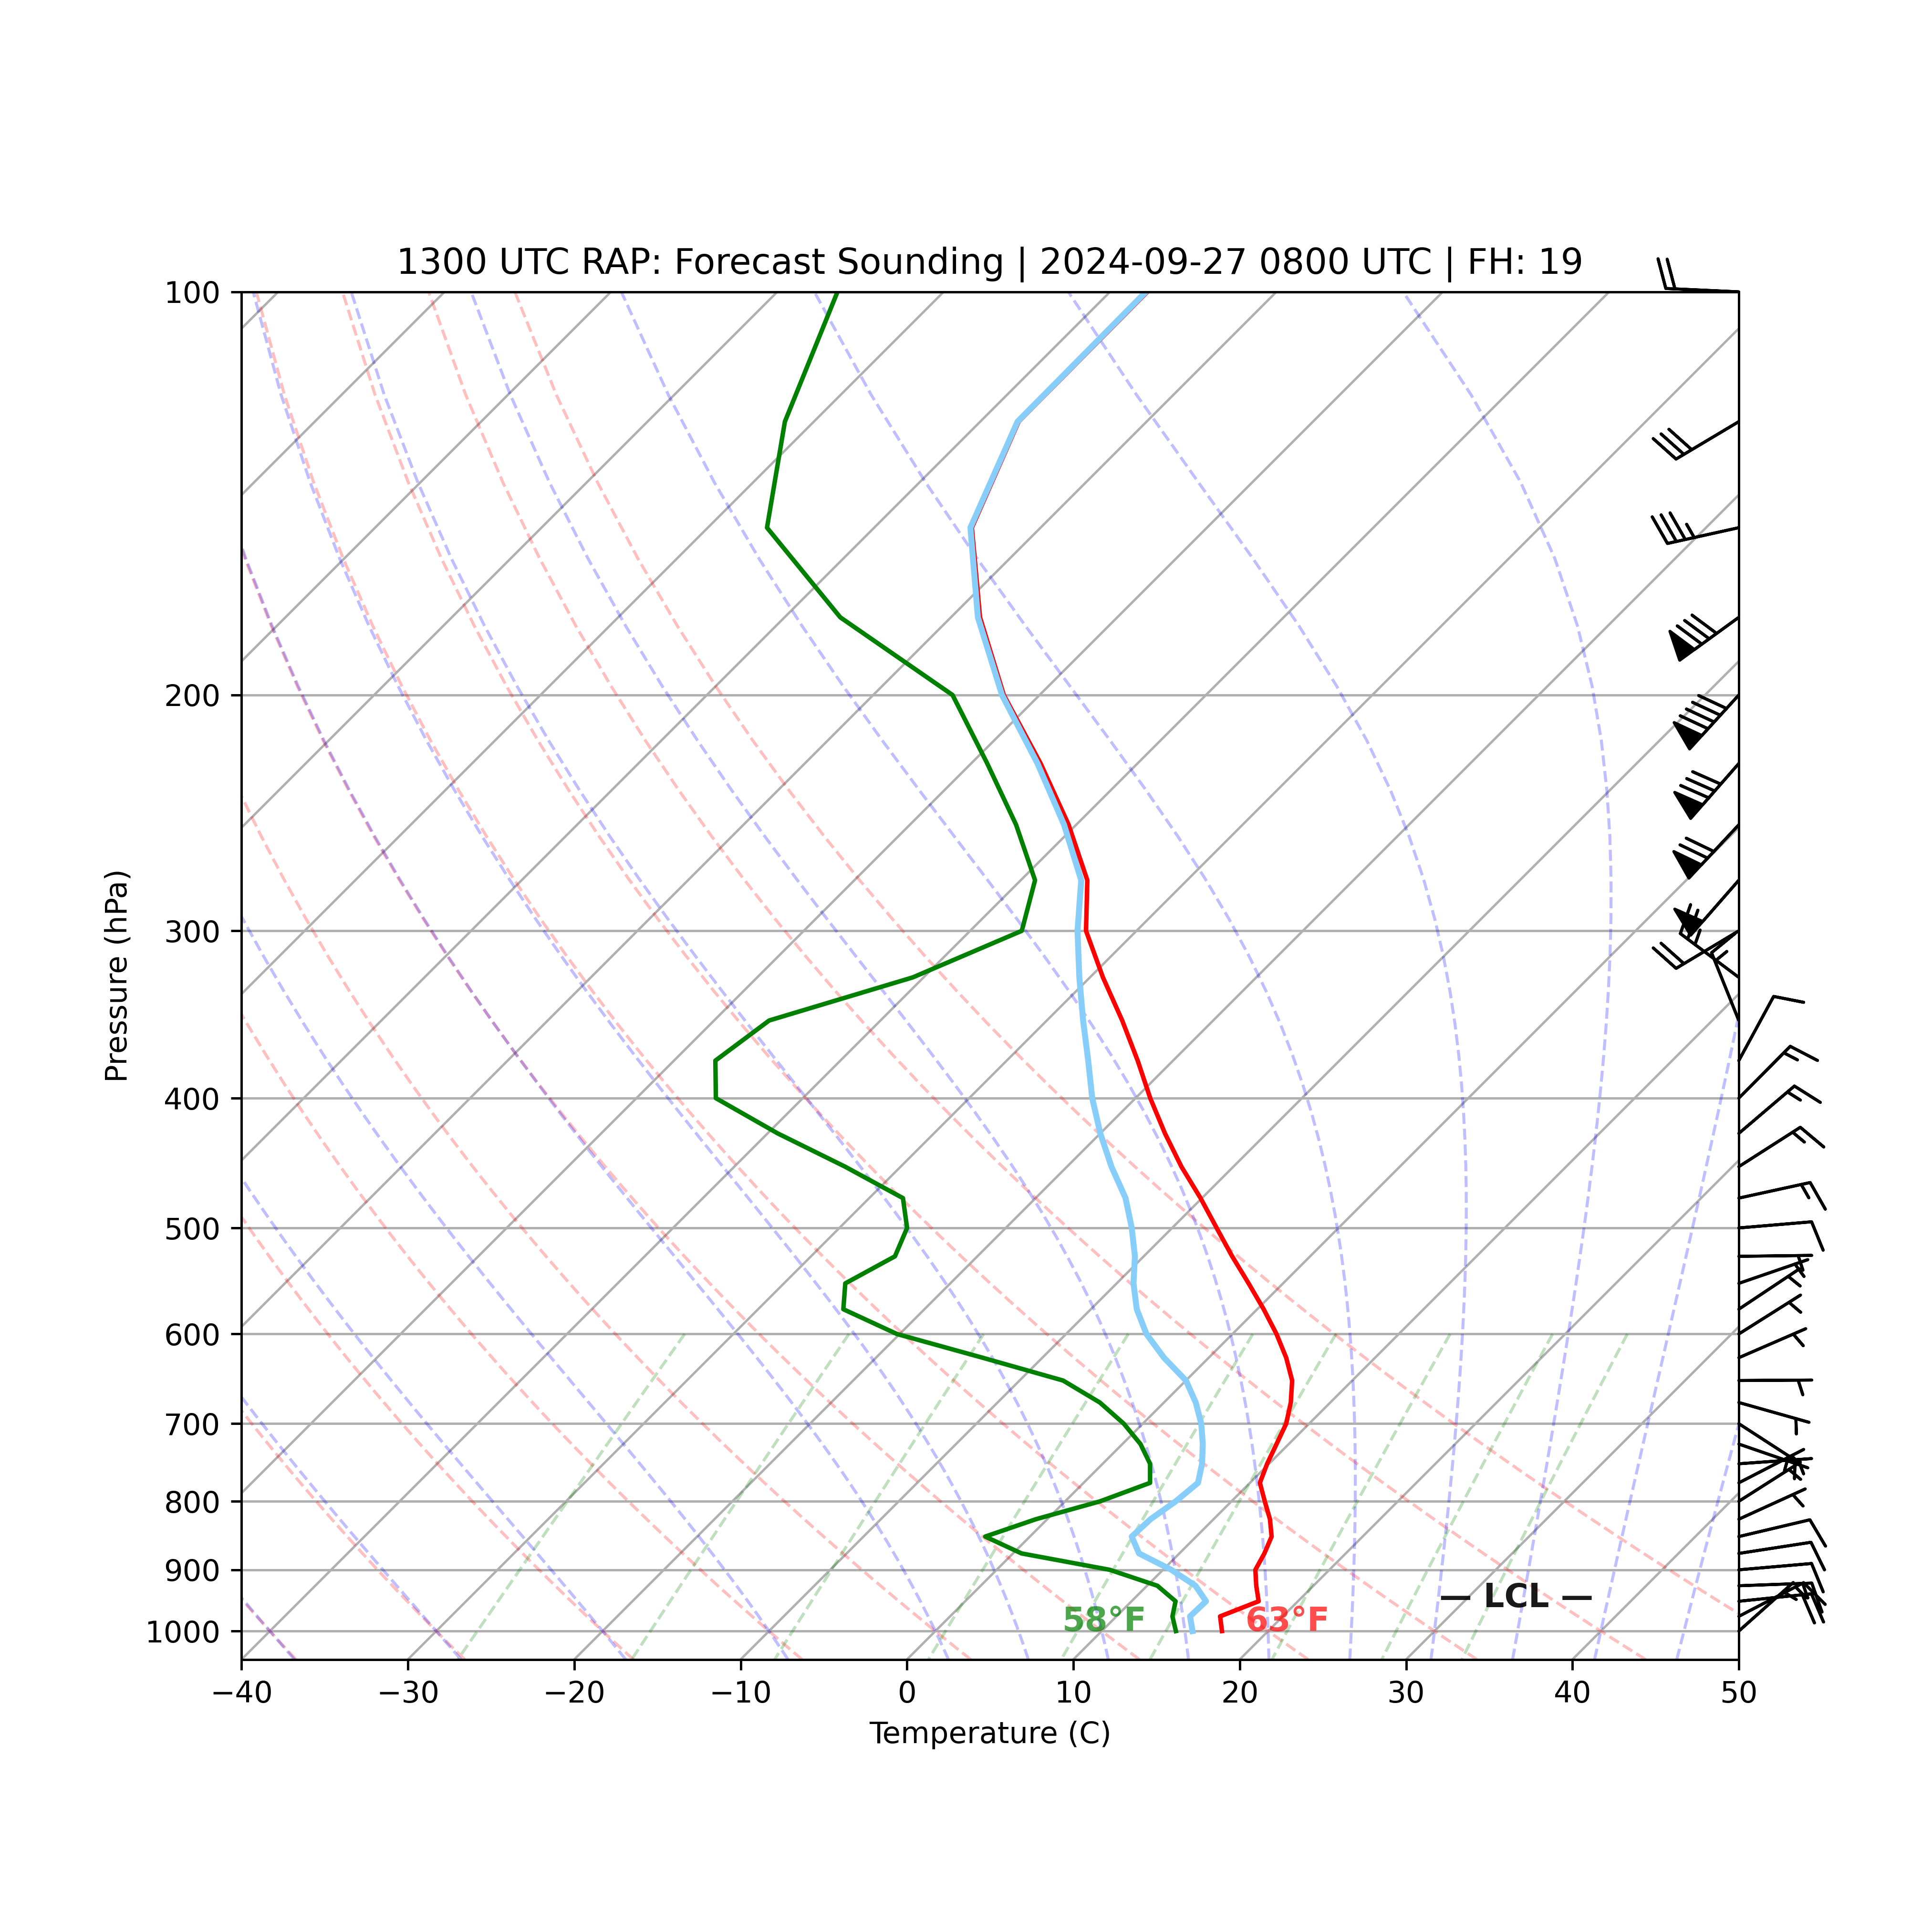 1300 UTC RAP: Forecast Sounding | 2024-09-27 0800 UTC | FH: 19
100
200
300
Pressure (hPa)
400
500
600
700
800
900
— LCL —
58°F 63°F
1000
−40 −30 −20 −10 0 10 20 30 40 50
Temperature (C)